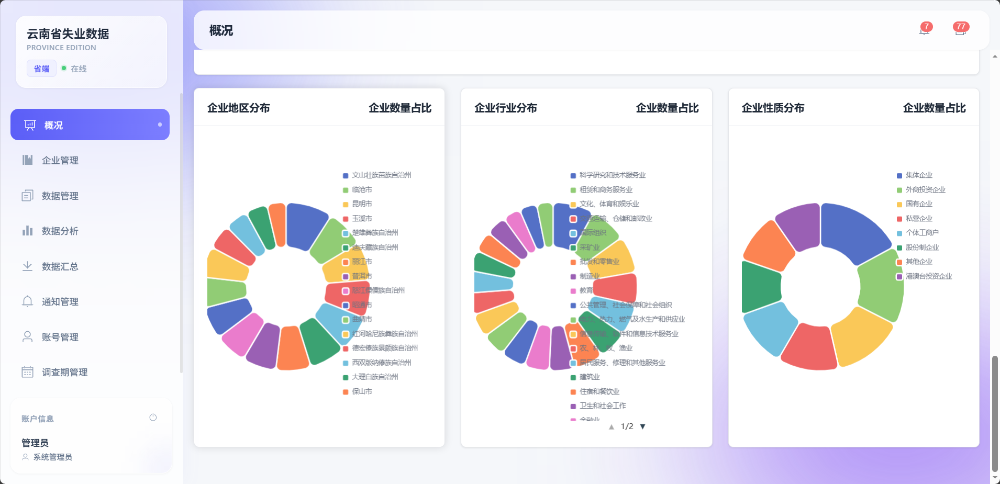 云南省失业数据
PROVINCE EDITION
省端 在线
概况
企业管理
数据管理
数据分析
数据汇总
通知管理
账号管理
调查期管理
账户信息
管理员
系统管理员
概况
7
77
企业地区分布 企业数量占比
文山壮族苗族自治州
临沧市
昆明市
玉溪市
楚雄彝族自治州
迪庆藏族自治州
丽江市
普洱市
怒江傈僳族自治州
昭通市
曲靖市
红河哈尼族彝族自治州
德宏傣族景颇族自治州
西双版纳傣族自治州
大理白族自治州
保山市
企业行业分布 企业数量占比
科学研究和技术服务业
租赁和商务服务业
文化、体育和娱乐业
交通运输、仓储和邮政业
国际组织
采矿业
批发和零售业
制造业
教育
公共管理、社会保障和社会组织
电力、热力、燃气及水生产和供应业
信息传输、软件和信息技术服务业
农、林、牧、渔业
居民服务、修理和其他服务业
建筑业
住宿和餐饮业
卫生和社会工作
金融业
▲ 1/2 ▼
企业性质分布 企业数量占比
集体企业
外商投资企业
国有企业
私营企业
个体工商户
股份制企业
其他企业
港澳台投资企业